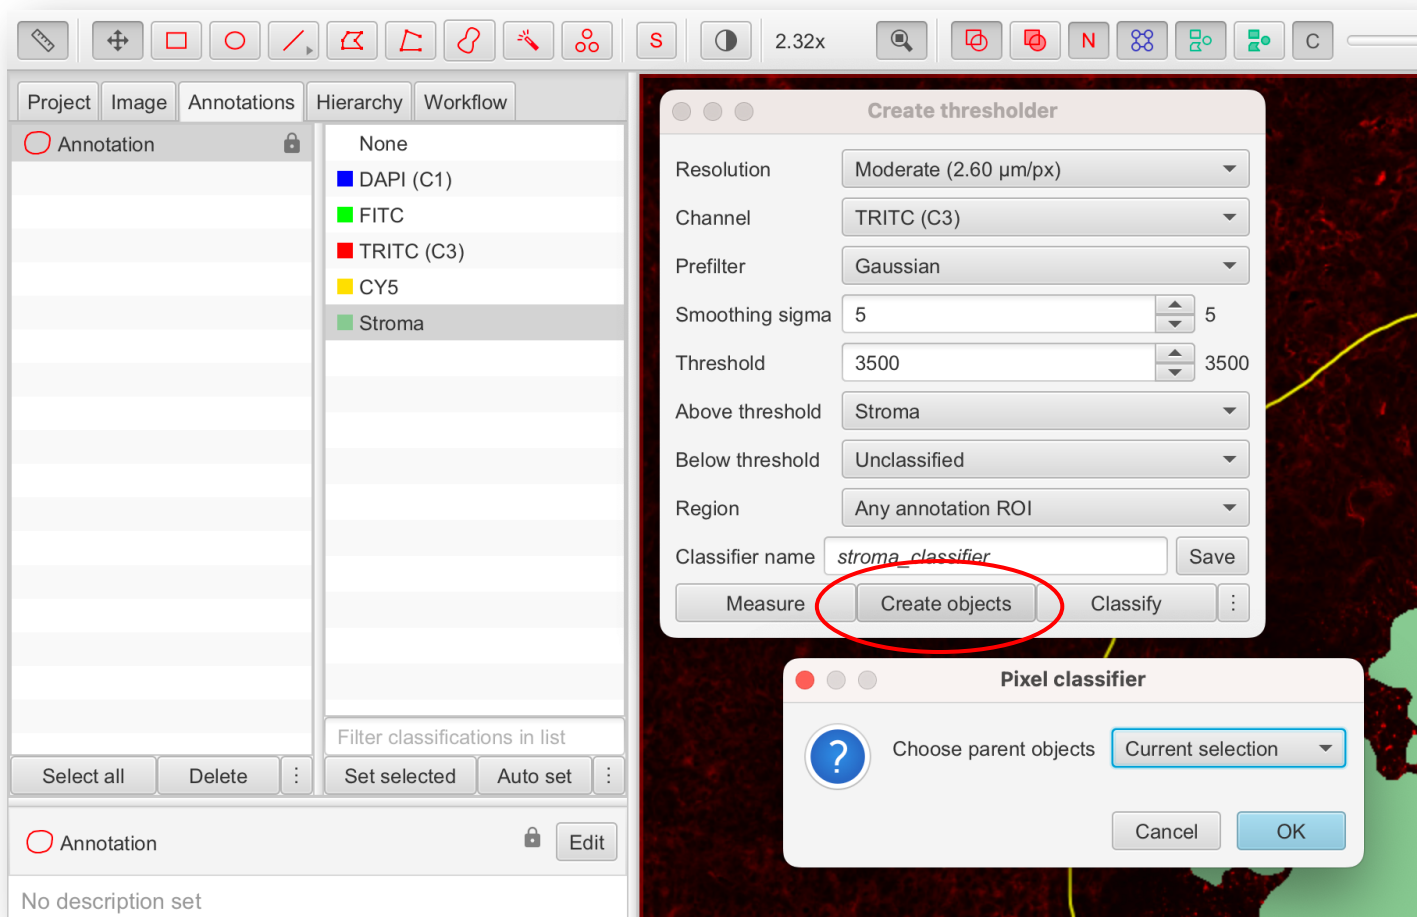 S
2.32x
N
C
Project
Image
Annotations
Hierarchy
Workflow
Annotation
None
DAPI (C1)
FITC
TRITC (C3)
CY5
Stroma
Filter classifications in list
Select all
Delete
⋮
Set selected
Auto set
⋮
Annotation
Edit
No description set
Create thresholder
Resolution
Moderate (2.60 µm/px)
Channel
TRITC (C3)
Prefilter
Gaussian
Smoothing sigma
5
5
Threshold
3500
3500
Above threshold
Stroma
Below threshold
Unclassified
Region
Any annotation ROI
Classifier name
stroma_classifier
Save
Measure
Create objects
Classify
⋮
Pixel classifier
?
Choose parent objects
Current selection
Cancel
OK